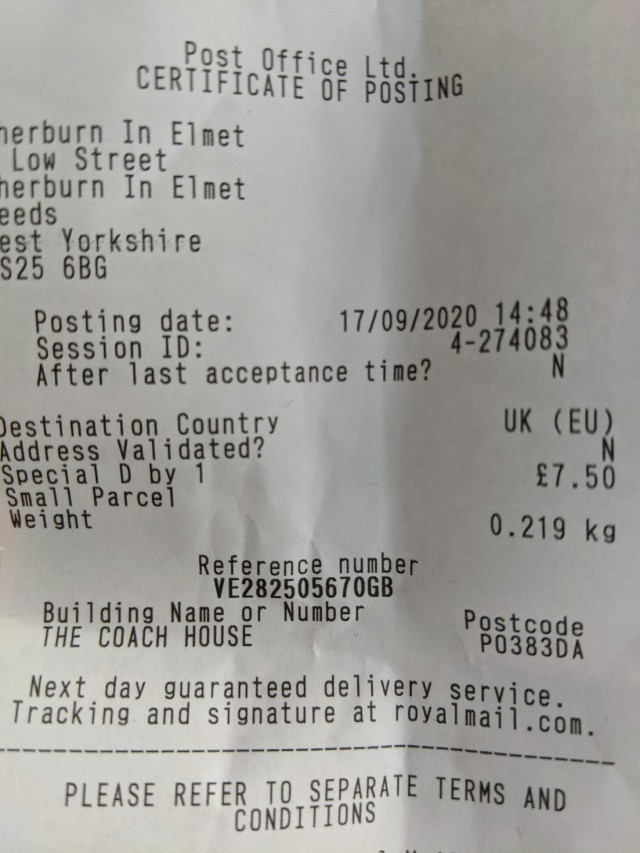 Post Office Ltd.
CERTIFICATE OF POSTING
herburn In Elmet
Low Street
herburn In Elmet
eeds
est Yorkshire
S25 6BG
Posting date: 17/09/2020 14:48
Session ID: 4-274083
After last acceptance time? N
Destination Country UK (EU)
Address Validated? N
Special D by 1 £7.50
Small Parcel
Weight 0.219 kg
Reference number
VE282505670GB
Building Name or Number Postcode
THE COACH HOUSE PO383DA
Next day guaranteed delivery service.
Tracking and signature at royalmail.com.
PLEASE REFER TO SEPARATE TERMS AND
CONDITIONS